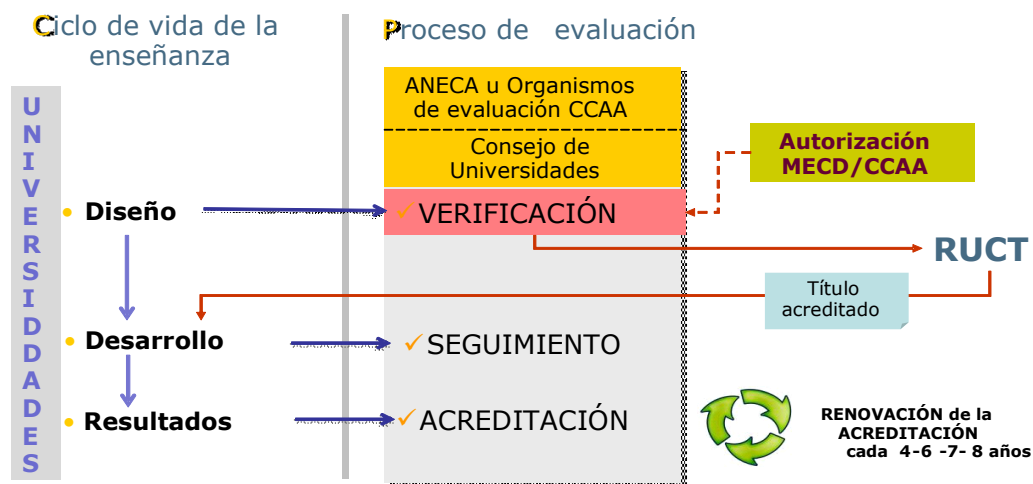 Ciclo de vida de la
enseñanza
Proceso de evaluación
UNIVERSIDDADES
ANECA u Organismos
de evaluación CCAA
Consejo de
Universidades
Autorización
MECD/CCAA
• Diseño
✓ VERIFICACIÓN
RUCT
Título
acreditado
• Desarrollo
✓ SEGUIMIENTO
• Resultados
✓ ACREDITACIÓN
RENOVACIÓN de la
ACREDITACIÓN
cada 4-6 -7- 8 años